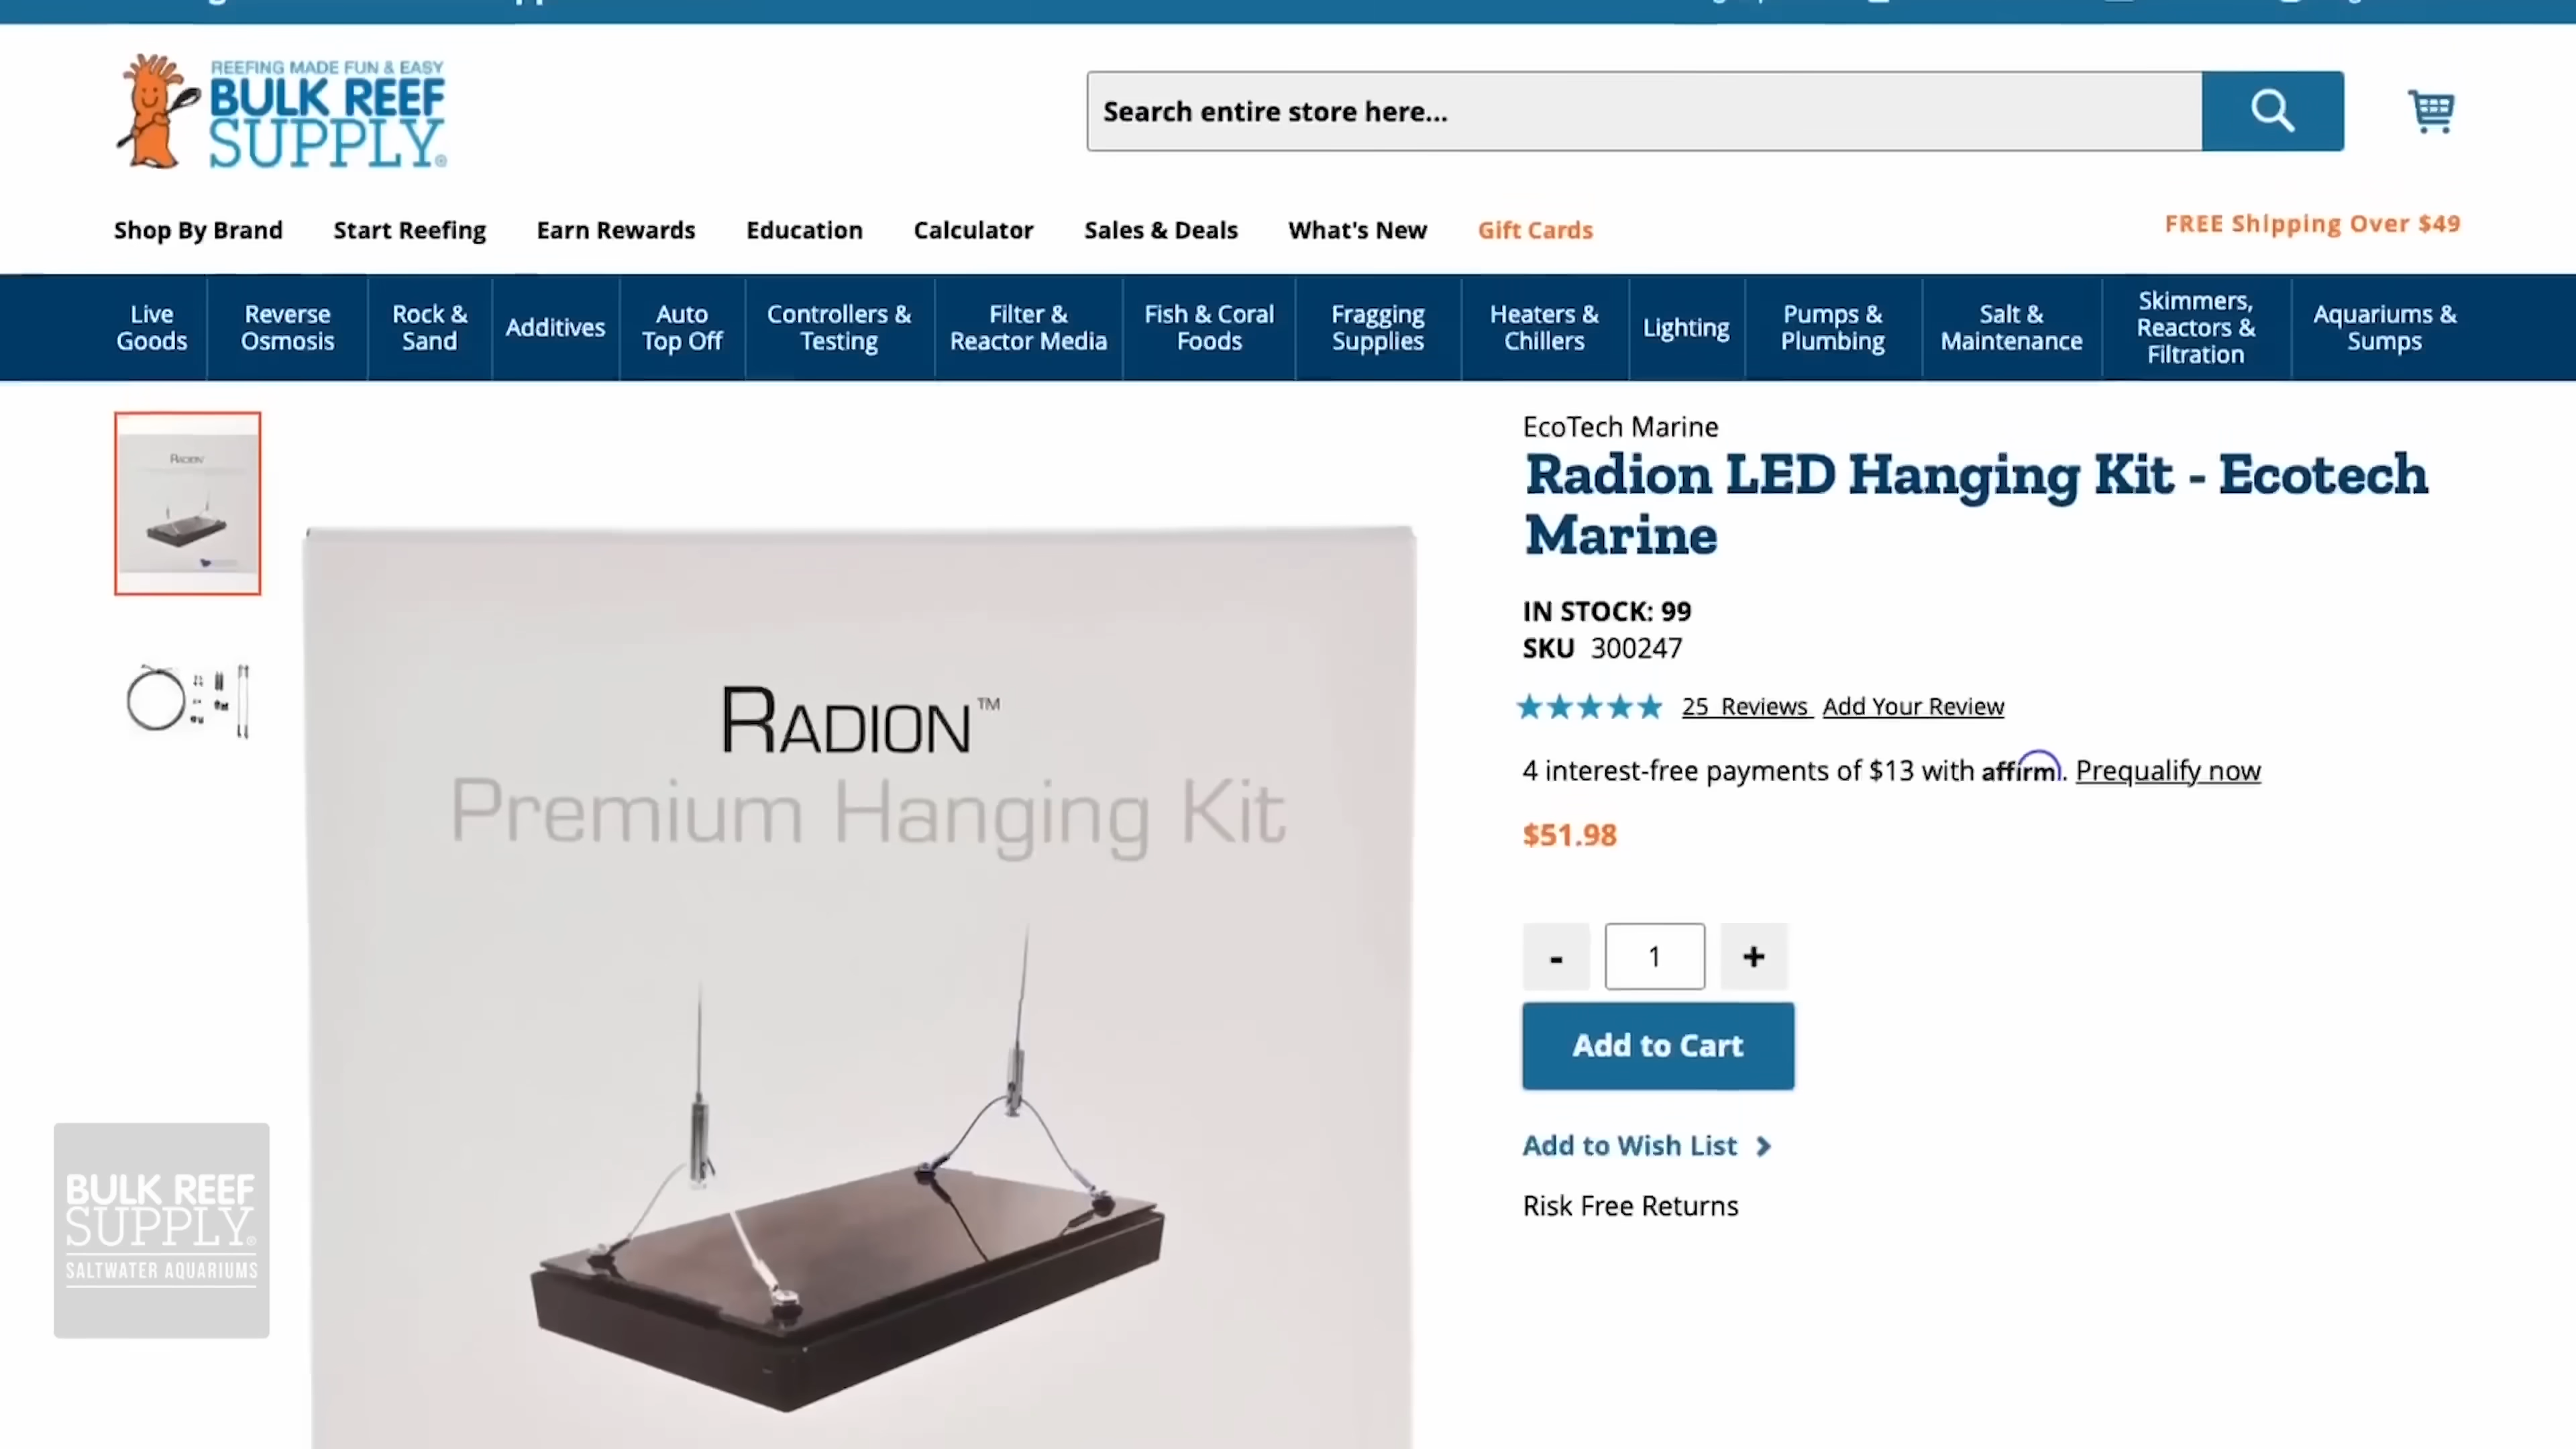 REEFING MADE FUN & EASY
BULK REEF
SUPPLY®
Search entire store here...
Shop By Brand
Start Reefing
Earn Rewards
Education
Calculator
Sales & Deals
What's New
Gift Cards
FREE Shipping Over $49
Live
Goods
Reverse
Osmosis
Rock &
Sand
Additives
Auto
Top Off
Controllers &
Testing
Filter &
Reactor Media
Fish & Coral
Foods
Fragging
Supplies
Heaters &
Chillers
Lighting
Pumps &
Plumbing
Salt &
Maintenance
Skimmers,
Reactors &
Filtration
Aquariums &
Sumps
RADION
RADION™
Premium Hanging Kit
EcoTech Marine
Radion LED Hanging Kit - Ecotech
Marine
IN STOCK: 99
SKU 300247
25 Reviews Add Your Review
4 interest-free payments of $13 with affirm. Prequalify now
$51.98
- 1 +
Add to Cart
Add to Wish List >
Risk Free Returns
BULK REEF
SUPPLY®
SALTWATER AQUARIUMS